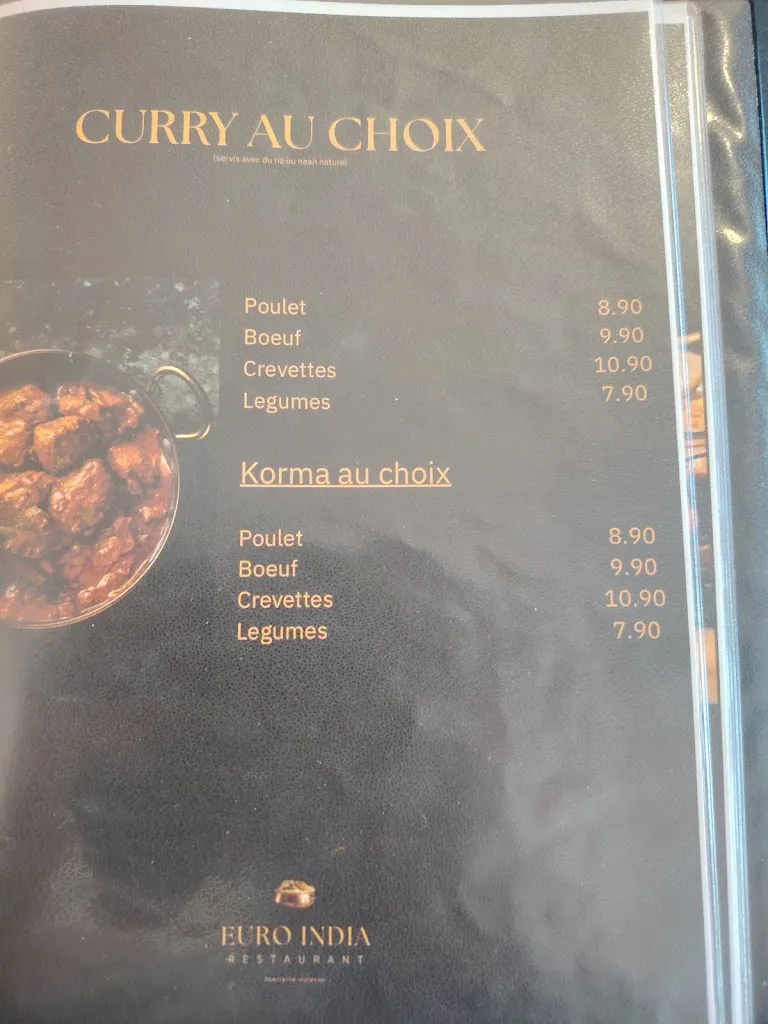 CURRY AU CHOIX
(servis avec du riz ou naan nature)
Poulet 8.90
Boeuf 9.90
Crevettes 10.90
Legumes 7.90
Korma au choix
Poulet 8.90
Boeuf 9.90
Crevettes 10.90
Legumes 7.90
EURO INDIA
RESTAURANT